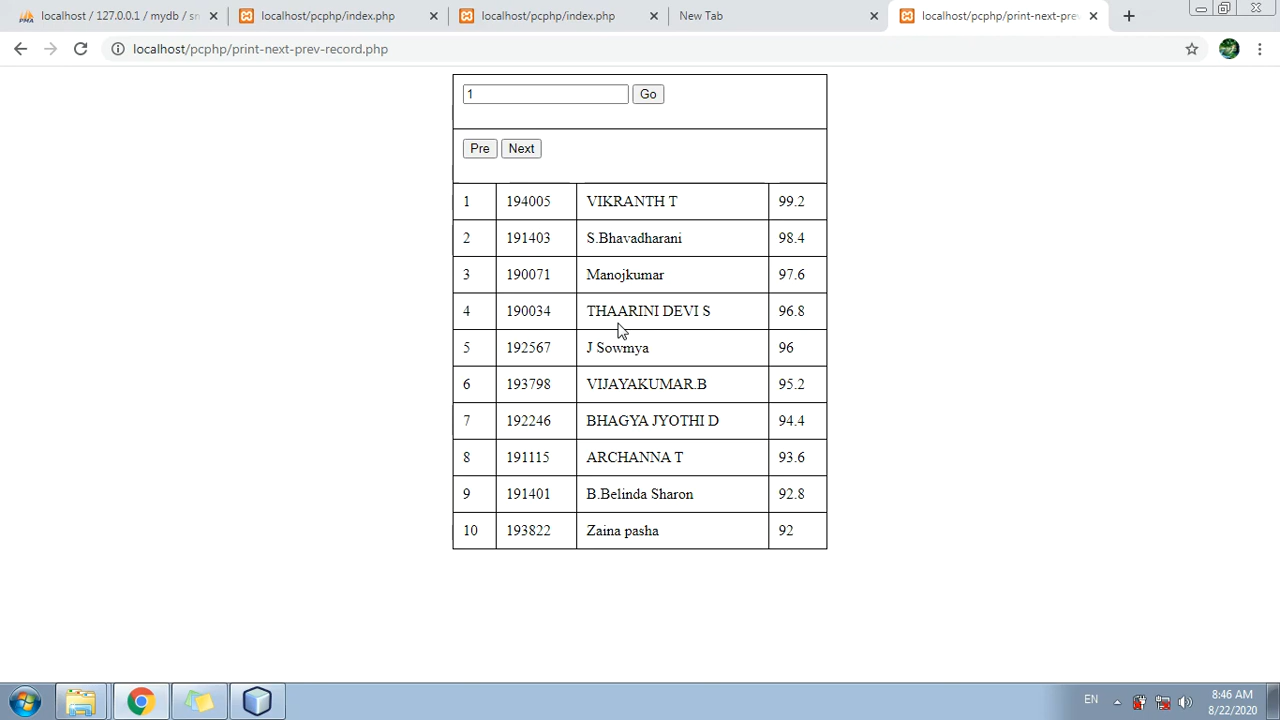 localhost / 127.0.0.1 / mydb / s
localhost/pcphp/index.php
localhost/pcphp/index.php
New Tab
localhost/pcphp/print-next-prev
localhost/pcphp/print-next-prev-record.php
1 Go
Pre Next
1 194005 VIKRANTH T 99.2
2 191403 S.Bhavadharani 98.4
3 190071 Manojkumar 97.6
4 190034 THAARINI DEVI S 96.8
5 192567 J Sowmya 96
6 193798 VIJAYAKUMAR.B 95.2
7 192246 BHAGYA JYOTHI D 94.4
8 191115 ARCHANNA T 93.6
9 191401 B.Belinda Sharon 92.8
10 193822 Zaina pasha 92
EN
8:46 AM
8/22/2020